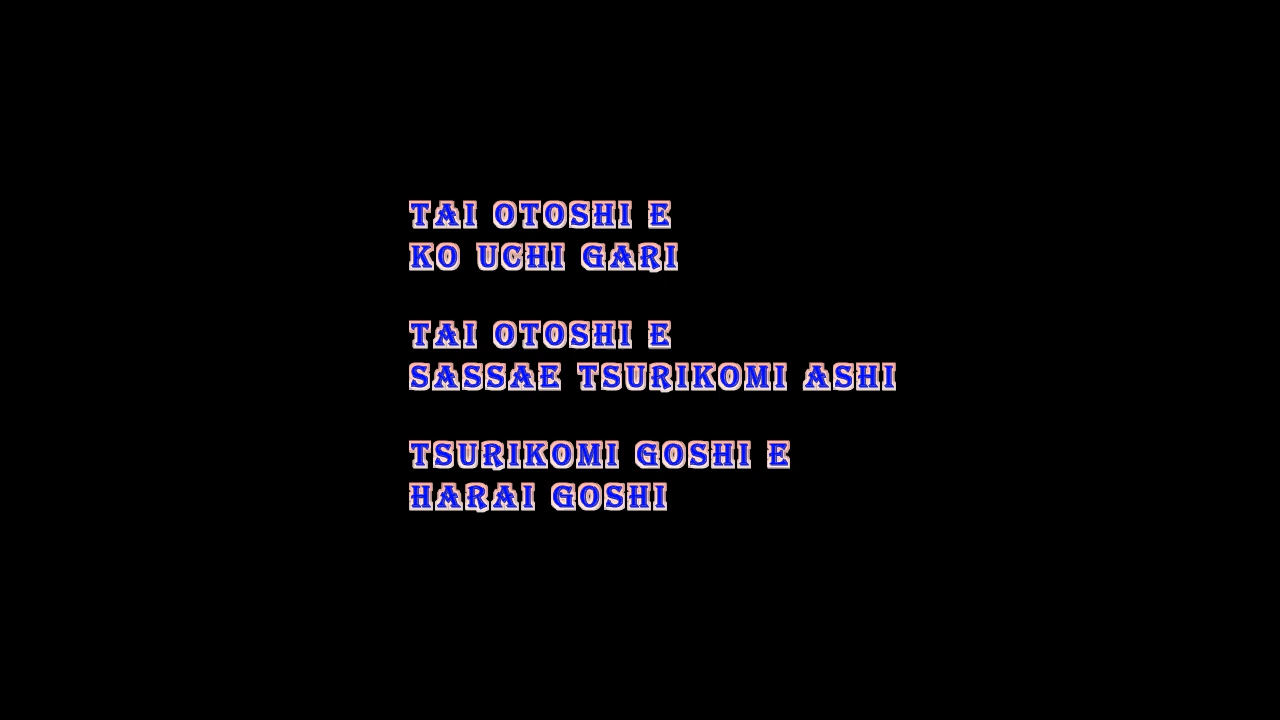 TAI OTOSHI E
KO UCHI GARI
TAI OTOSHI E
SASSAE TSURIKOMI ASHI
TSURIKOMI GOSHI E
HARAI GOSHI